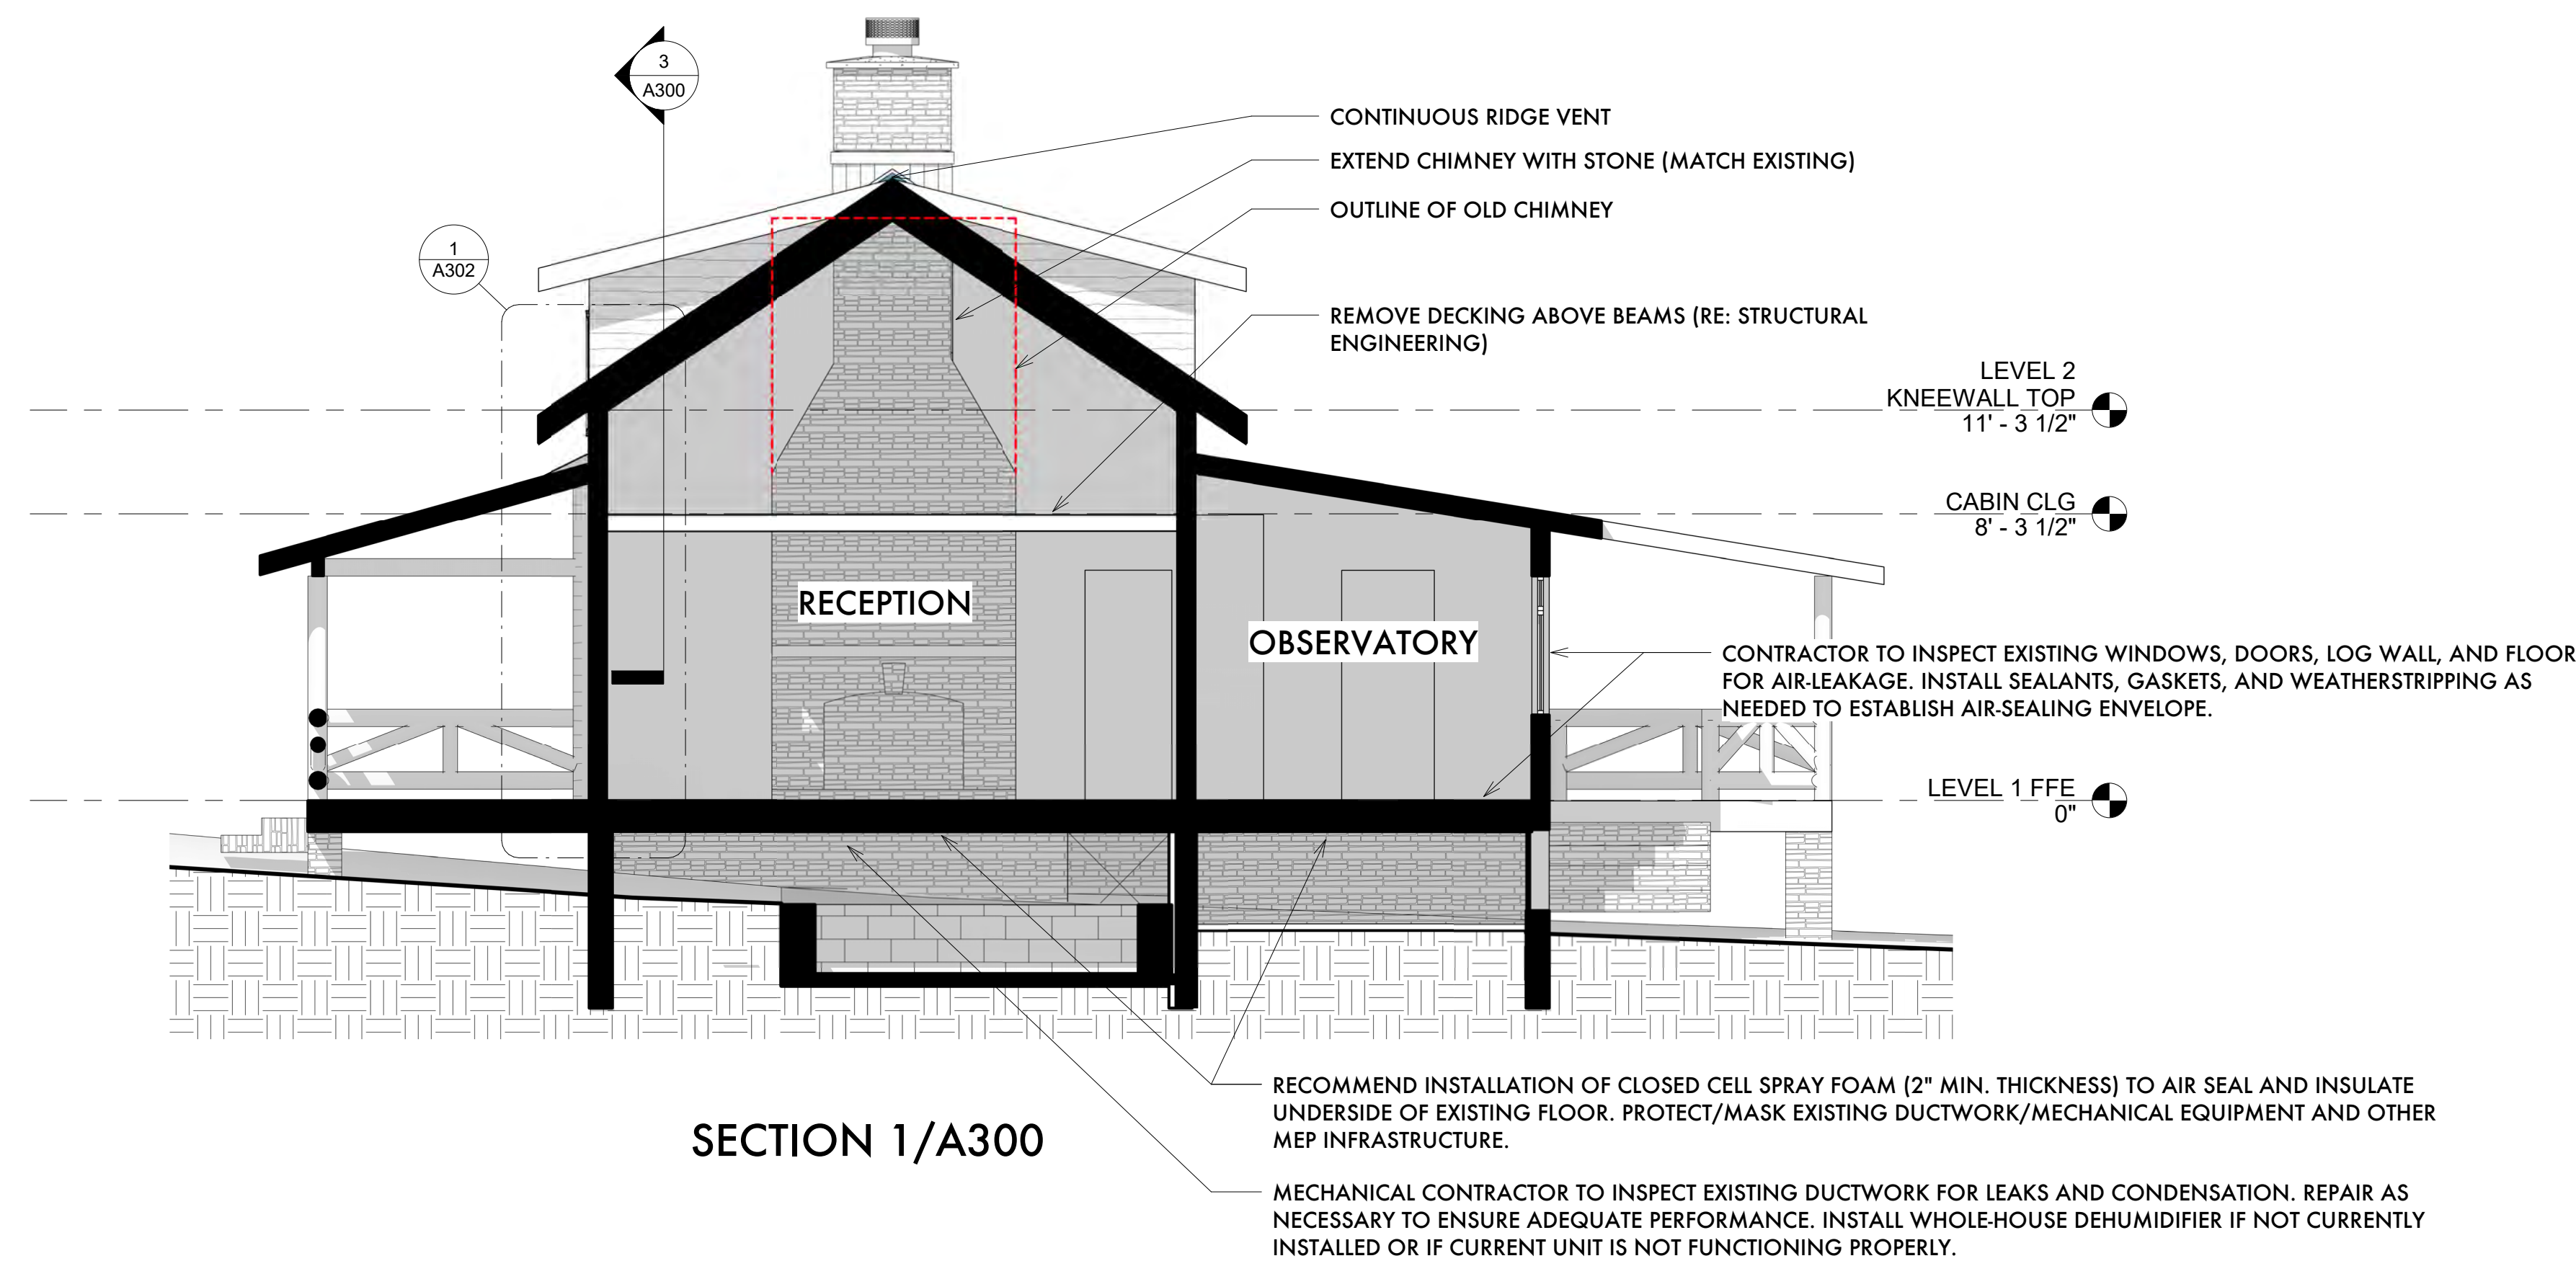 3
A300
CONTINUOUS RIDGE VENT
EXTEND CHIMNEY WITH STONE (MATCH EXISTING)
OUTLINE OF OLD CHIMNEY
1
A302
REMOVE DECKING ABOVE BEAMS (RE: STRUCTURAL
ENGINEERING)
LEVEL 2
KNEEWALL TOP
11' - 3 1/2"
CABIN CLG
8' - 3 1/2"
RECEPTION
OBSERVATORY
CONTRACTOR TO INSPECT EXISTING WINDOWS, DOORS, LOG WALL, AND FLOOR
FOR AIR-LEAKAGE. INSTALL SEALANTS, GASKETS, AND WEATHERSTRIPPING AS
NEEDED TO ESTABLISH AIR-SEALING ENVELOPE.
LEVEL 1 FFE
0"
RECOMMEND INSTALLATION OF CLOSED CELL SPRAY FOAM (2" MIN. THICKNESS) TO AIR SEAL AND INSULATE
UNDERSIDE OF EXISTING FLOOR. PROTECT/MASK EXISTING DUCTWORK/MECHANICAL EQUIPMENT AND OTHER
MEP INFRASTRUCTURE.
SECTION 1/A300
MECHANICAL CONTRACTOR TO INSPECT EXISTING DUCTWORK FOR LEAKS AND CONDENSATION. REPAIR AS
NECESSARY TO ENSURE ADEQUATE PERFORMANCE. INSTALL WHOLE-HOUSE DEHUMIDIFIER IF NOT CURRENTLY
INSTALLED OR IF CURRENT UNIT IS NOT FUNCTIONING PROPERLY.